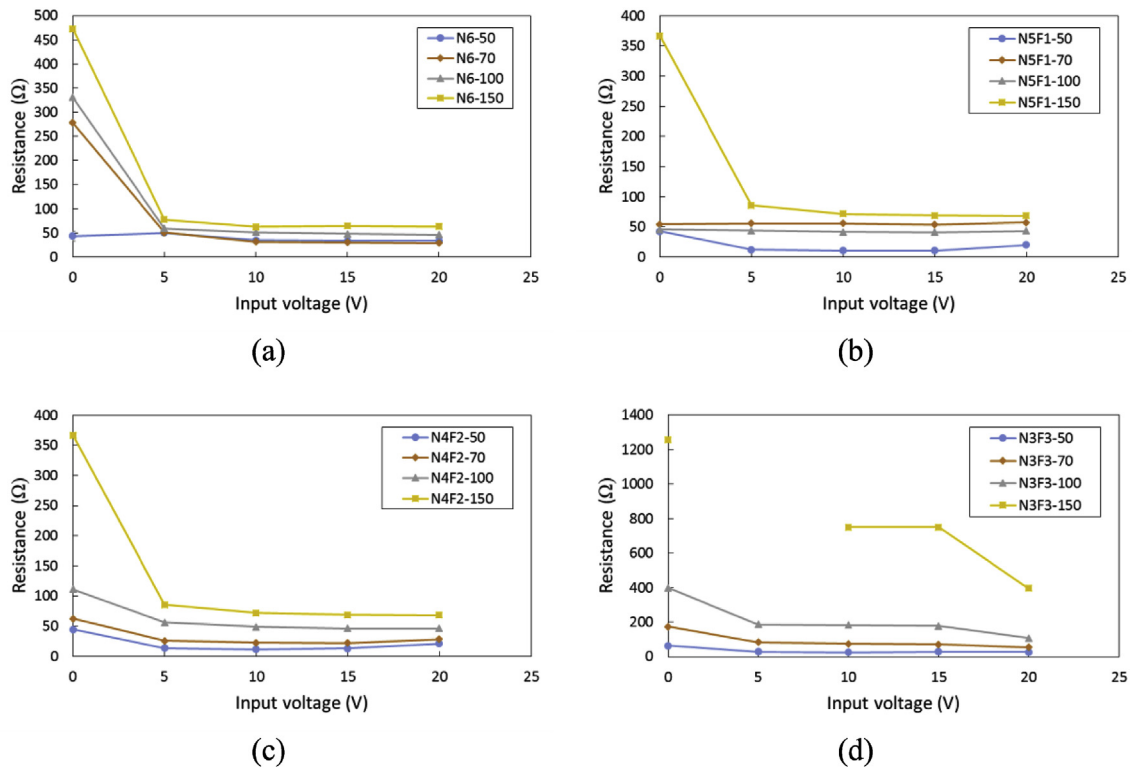 500
450
400
350
300
250
200
150
100
50
0
Resistance (Ω)
N6-50
N6-70
N6-100
N6-150
0 5 10 15 20 25
Input voltage (V)
(a)
400
350
300
250
200
150
100
50
0
Resistance (Ω)
N5F1-50
N5F1-70
N5F1-100
N5F1-150
0 5 10 15 20 25
Input voltage (V)
(b)
400
350
300
250
200
150
100
50
0
Resistance (Ω)
N4F2-50
N4F2-70
N4F2-100
N4F2-150
0 5 10 15 20 25
Input voltage (V)
(c)
1400
1200
1000
800
600
400
200
0
Resistance (Ω)
N3F3-50
N3F3-70
N3F3-100
N3F3-150
0 5 10 15 20 25
Input voltage (V)
(d)